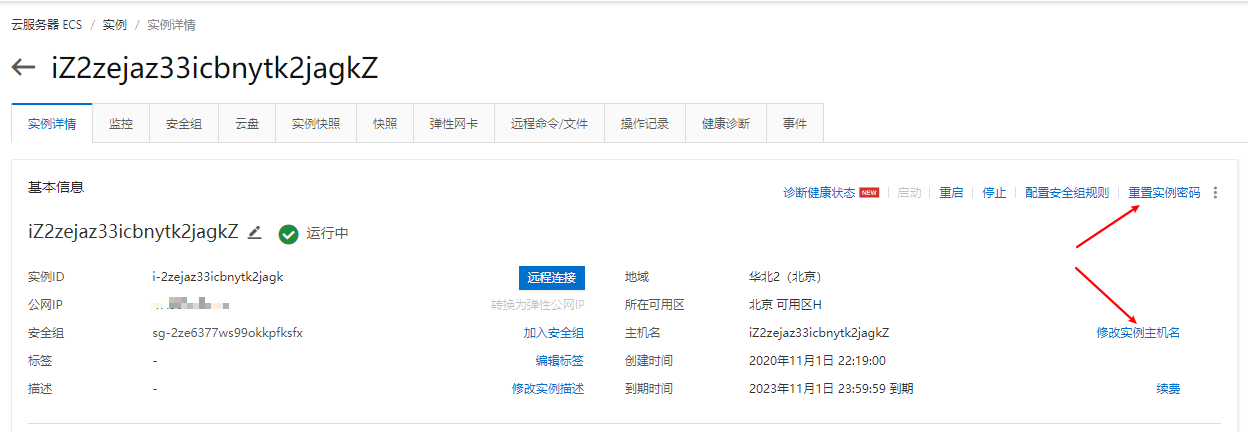 云服务器 ECS / 实例 / 实例详情
iZ2zejaz33icbnytk2jagkZ
实例详情 监控 安全组 云盘 实例快照 快照 弹性网卡 远程命令/文件 操作记录 健康诊断 事件
基本信息 诊断健康状态 NEW 启动 重启 停止 配置安全组规则 重置实例密码
iZ2zejaz33icbnytk2jagkZ 运行中
实例ID i-2zejaz33icbnytk2jagk 远程连接 地域 华北2（北京）
公网IP 转换为弹性公网IP 所在可用区 北京 可用区H
安全组 sg-2ze6377ws99okkpfksfx 加入安全组 主机名 iZ2zejaz33icbnytk2jagkZ 修改实例主机名
标签 - 编辑标签 创建时间 2020年11月1日 22:19:00
描述 - 修改实例描述 到期时间 2023年11月1日 23:59:59 到期 续费